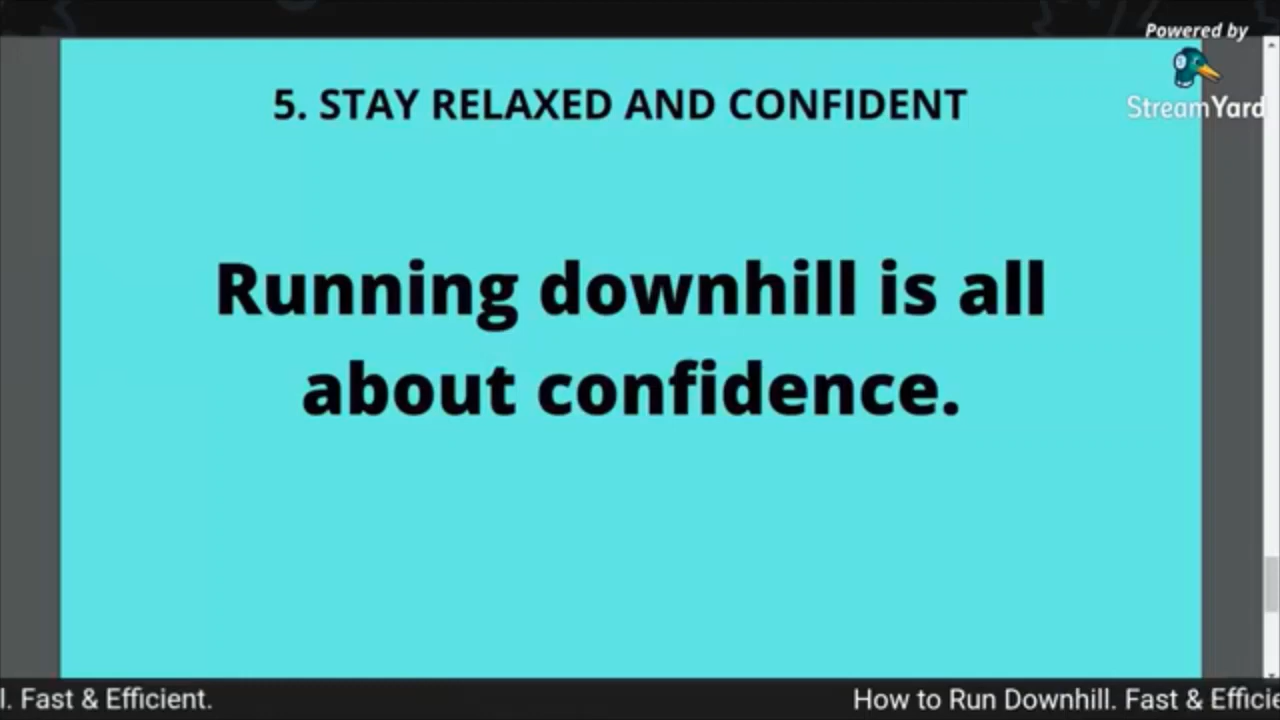 Powered by
StreamYard
5. STAY RELAXED AND CONFIDENT
Running downhill is all
about confidence.
l. Fast & Efficient.
How to Run Downhill. Fast & Efficie